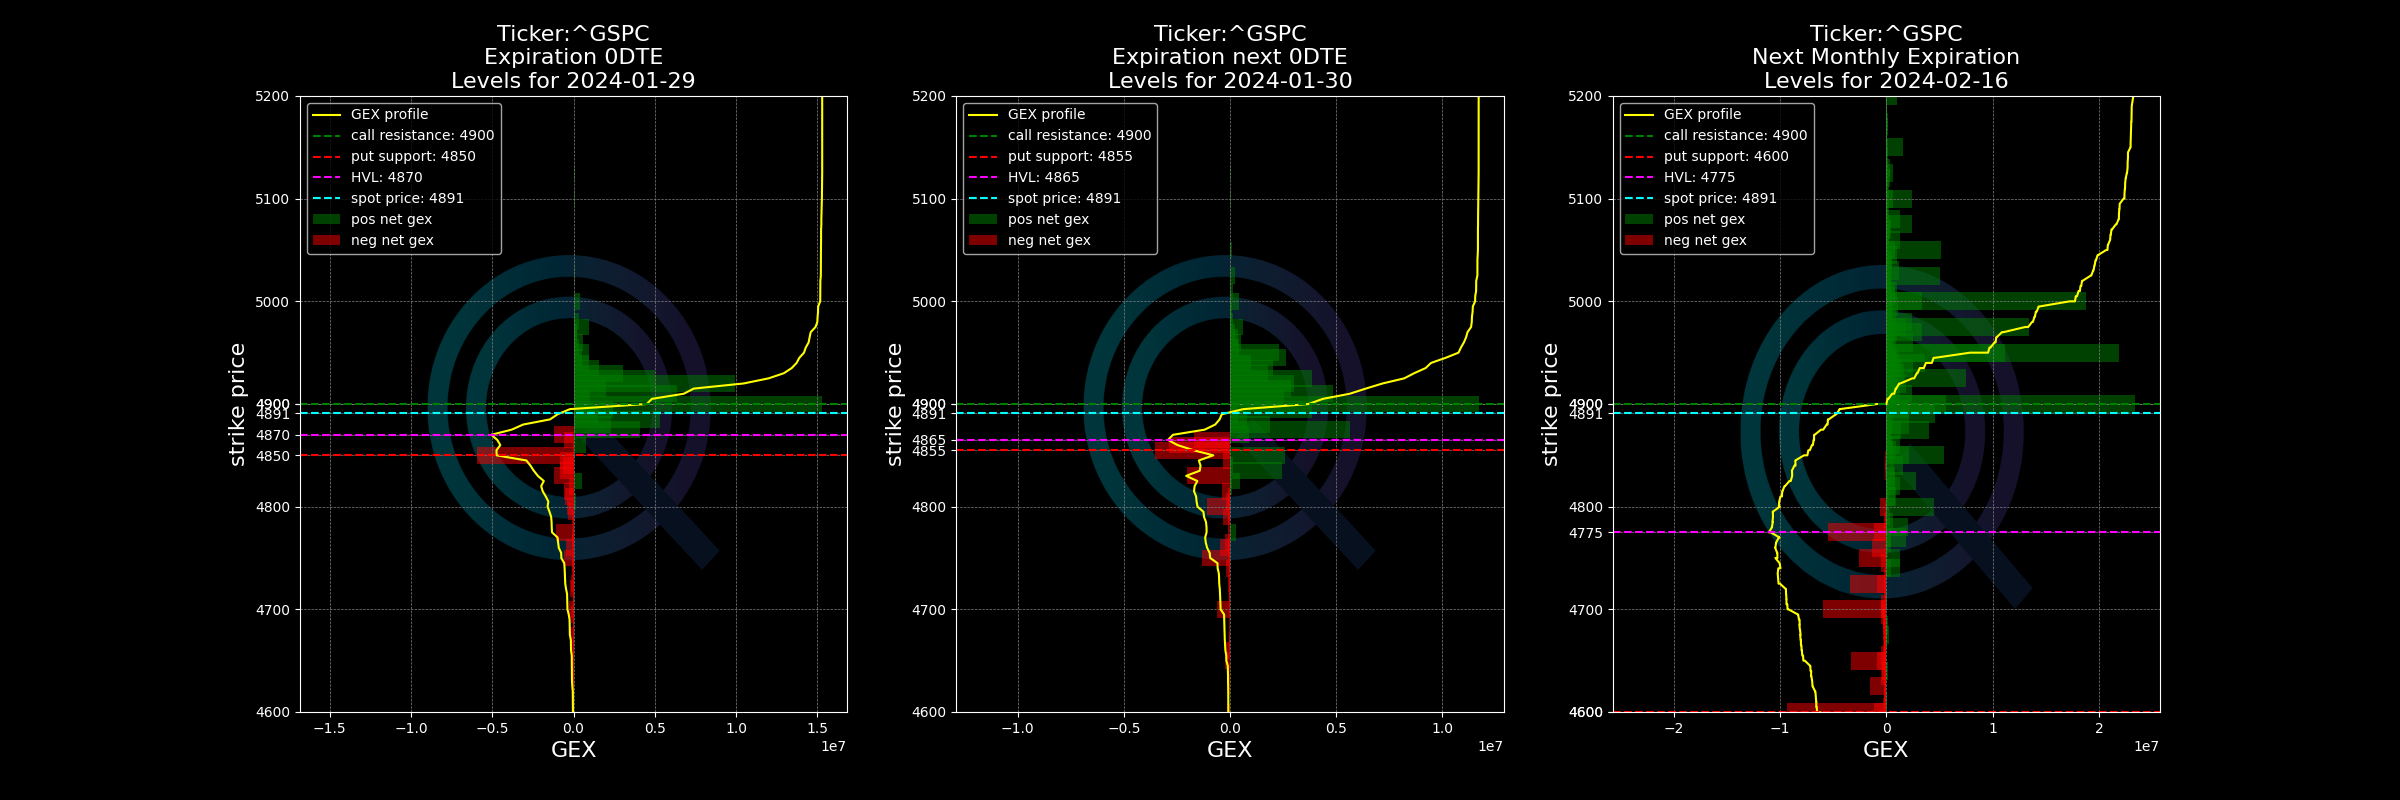 Ticker:^GSPC
Expiration 0DTE
Levels for 2024-01-29
GEX profile
call resistance: 4900
put support: 4850
HVL: 4870
spot price: 4891
pos net gex
neg net gex
5200
5100
5000
4900
4891
4870
4850
4800
4700
4600
strike price
−1.5
−1.0
−0.5
0.0
0.5
1.0
1.5
1e7
GEX
Ticker:^GSPC
Expiration next 0DTE
Levels for 2024-01-30
GEX profile
call resistance: 4900
put support: 4855
HVL: 4865
spot price: 4891
pos net gex
neg net gex
5200
5100
5000
4900
4891
4865
4855
4800
4700
4600
strike price
−1.0
−0.5
0.0
0.5
1.0
1e7
GEX
Ticker:^GSPC
Next Monthly Expiration
Levels for 2024-02-16
GEX profile
call resistance: 4900
put support: 4600
HVL: 4775
spot price: 4891
pos net gex
neg net gex
5200
5100
5000
4900
4891
4800
4775
4700
4600
strike price
−2
−1
0
1
2
1e7
GEX